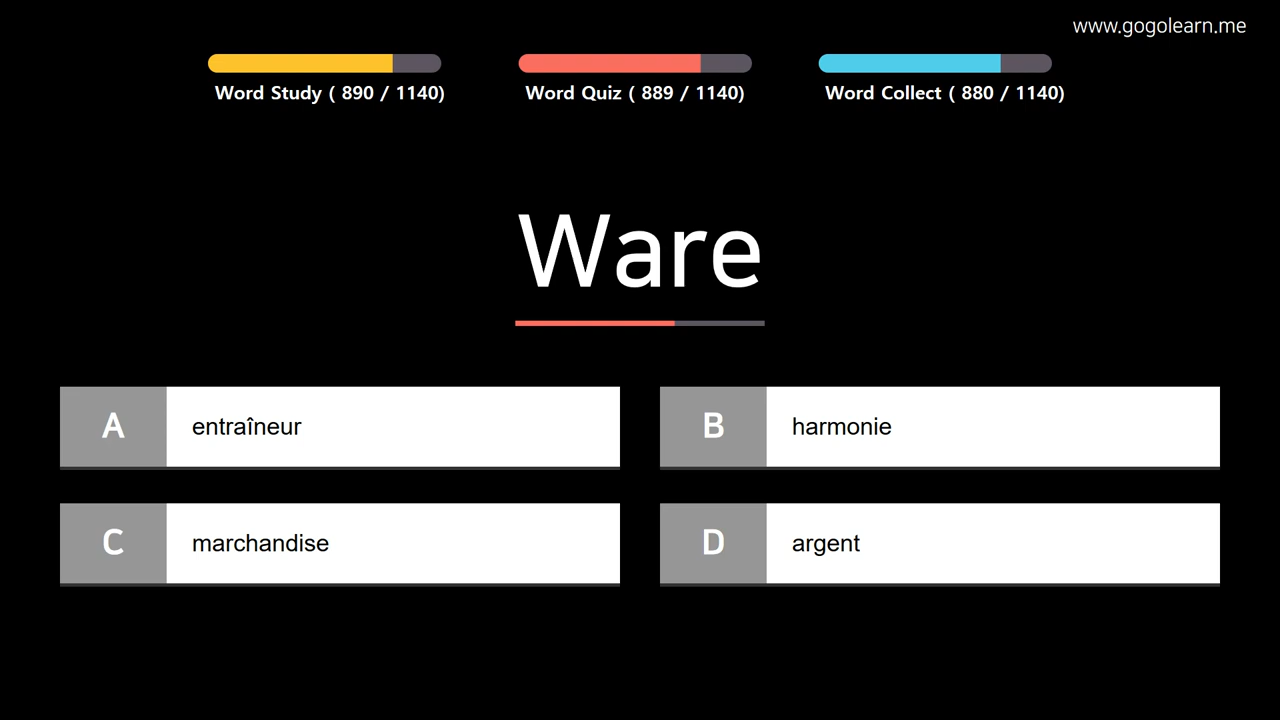 www.gogolearn.me
Word Study ( 890 / 1140)
Word Quiz ( 889 / 1140)
Word Collect ( 880 / 1140)
Ware
A
entraîneur
B
harmonie
C
marchandise
D
argent